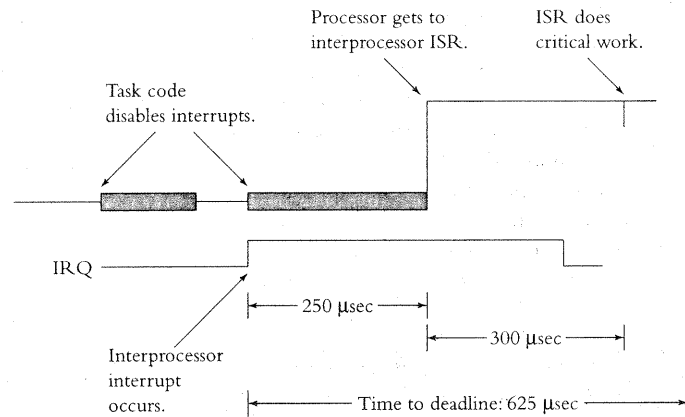 Processor gets to
interprocessor ISR.
ISR does
critical work.
Task code
disables interrupts.
IRQ
250 µsec
300 µsec
Interprocessor
interrupt
occurs.
Time to deadline: 625 µsec